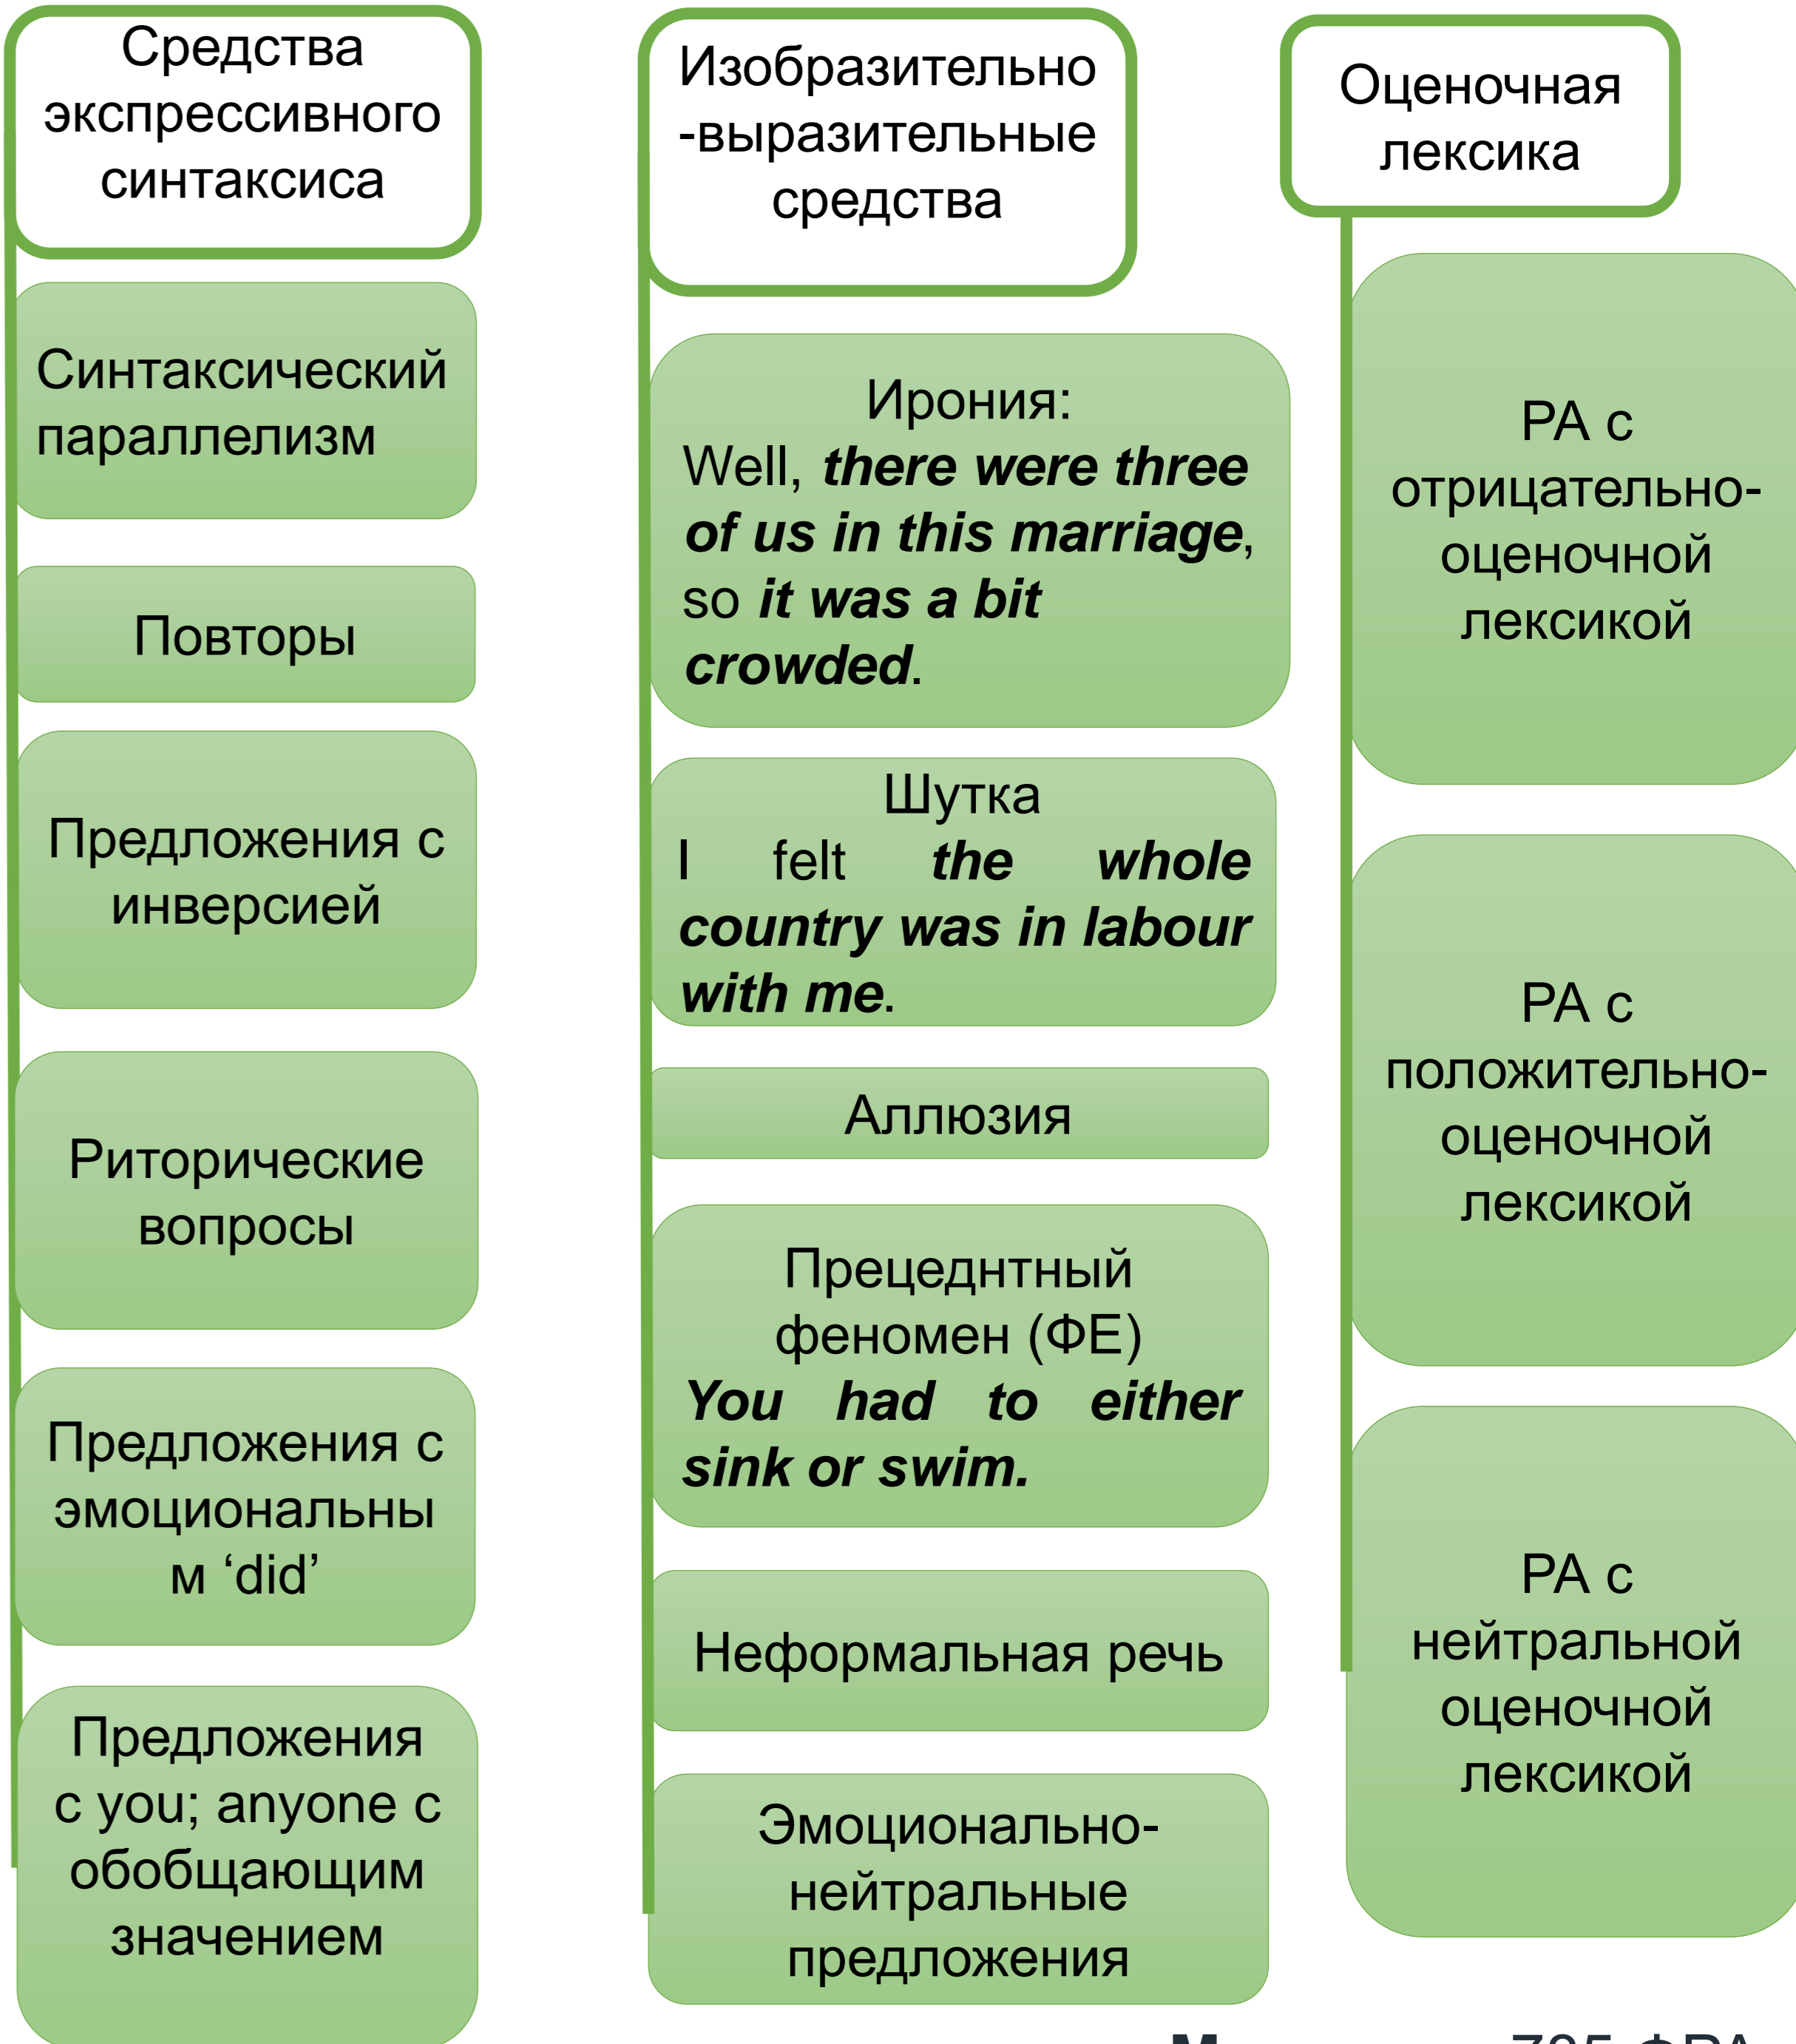 Средства
экспрессивного
синтаксиса
Синтаксический
параллелизм
Повторы
Предложения с
инверсией
Риторические
вопросы
Предложения с
эмоциональны
м ‘did’
Предложения
с you; anyone с
обобщающим
значением
Изобразительно
-выразительные
средства
Ирония:
Well, there were three
of us in this marriage,
so it was a bit
crowded.
Шутка
I felt the whole
country was in labour
with me.
Аллюзия
Прецеднтный
феномен (ФЕ)
You had to either
sink or swim.
Неформальная речь
Эмоционально-
нейтральные
предложения
Оценочная
лексика
РА с
отрицательно-
оценочной
лексикой
РА с
положительно-
оценочной
лексикой
РА с
нейтральной
оценочной
лексикой